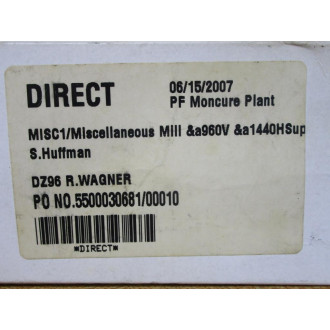 DIRECT
06/15/2007
PF Moncure Plant
MISC1/Miscellaneous Mill &a960V &a1440HSup
S.Huffman
DZ96 R.WAGNER
PO NO.5500030681/00010
*DIRECT*